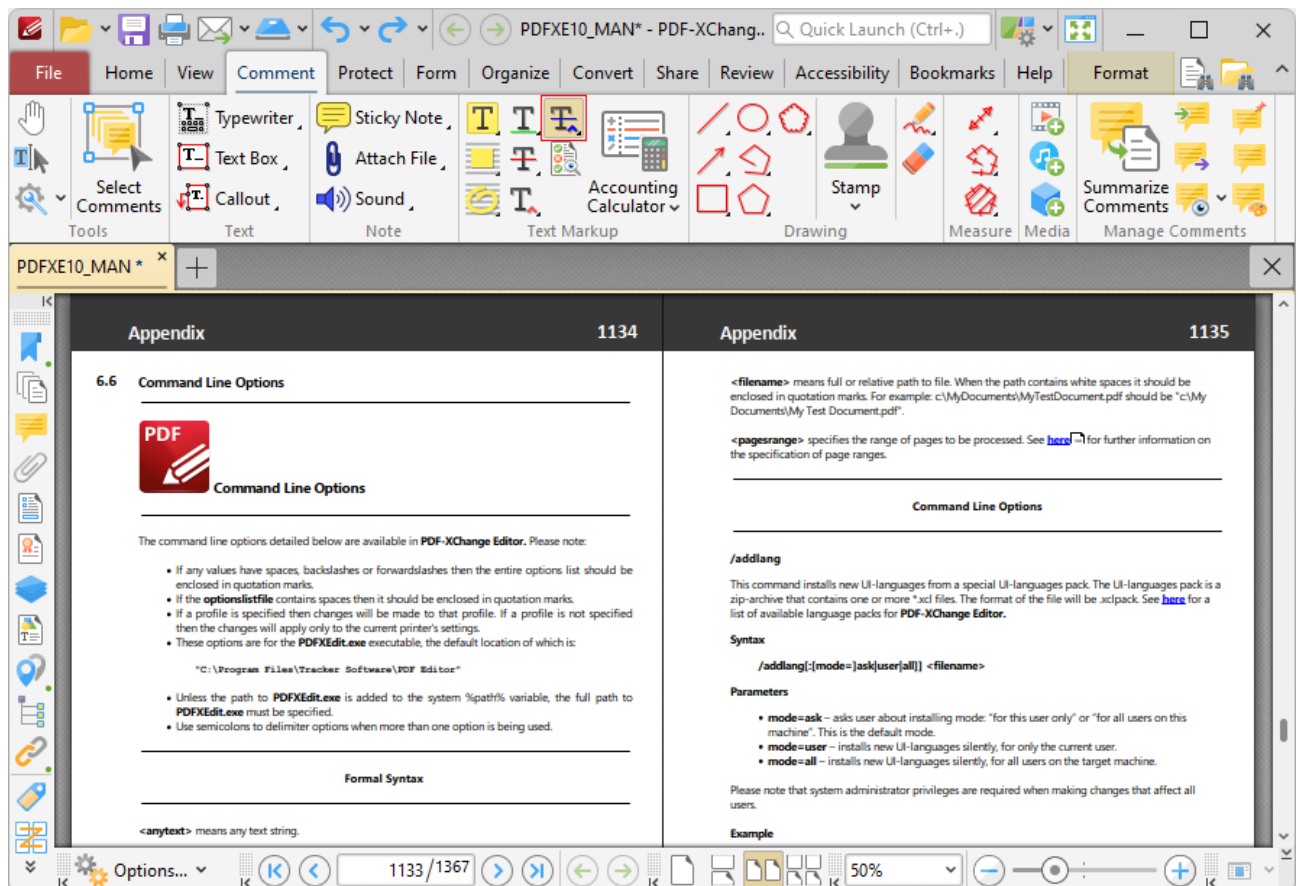 PDFXE10_MAN* - PDF-XChang..
Quick Launch (Ctrl+.)
File Home View Comment Protect Form Organize Convert Share Review Accessibility Bookmarks Help Format
Typewriter
Text Box
Callout
Sticky Note
Attach File
Sound
Select
Comments
Accounting
Calculator
Stamp
Summarize
Comments
Tools Text Note Text Markup Drawing Measure Media Manage Comments
PDFXE10_MAN *
Appendix 1134
6.6 Command Line Options
PDF
Command Line Options
The command line options detailed below are available in PDF-XChange Editor. Please note:
• If any values have spaces, backslashes or forwardslashes then the entire options list should be
enclosed in quotation marks.
• If the optionslistfile contains spaces then it should be enclosed in quotation marks.
• If a profile is specified then changes will be made to that profile. If a profile is not specified
then the changes will apply only to the current printer's settings.
• These options are for the PDFXEdit.exe executable, the default location of which is:
"C:\Program Files\Tracker Software\PDF Editor"
• Unless the path to PDFXEdit.exe is added to the system %path% variable, the full path to
PDFXEdit.exe must be specified.
• Use semicolons to delimiter options when more than one option is being used.
Formal Syntax
<anytext> means any text string.
Appendix 1135
<filename> means full or relative path to file. When the path contains white spaces it should be
enclosed in quotation marks. For example: c:\MyDocuments\MyTestDocument.pdf should be "c:\My
Documents\My Test Document.pdf".
<pagesrange> specifies the range of pages to be processed. See here for further information on
the specification of page ranges.
Command Line Options
/addlang
This command installs new UI-languages from a special UI-languages pack. The UI-languages pack is a
zip-archive that contains one or more *.xcl files. The format of the file will be .xclpack. See here for a
list of available language packs for PDF-XChange Editor.
Syntax
/addlang[:[mode=]ask|user|all)] <filename>
Parameters
• mode=ask – asks user about installing mode: "for this user only" or "for all users on this
machine". This is the default mode.
• mode=user – installs new UI-languages silently, for only the current user.
• mode=all – installs new UI-languages silently, for all users on the target machine.
Please note that system administrator privileges are required when making changes that affect all
users.
Example
Options... 1133/1367 50%